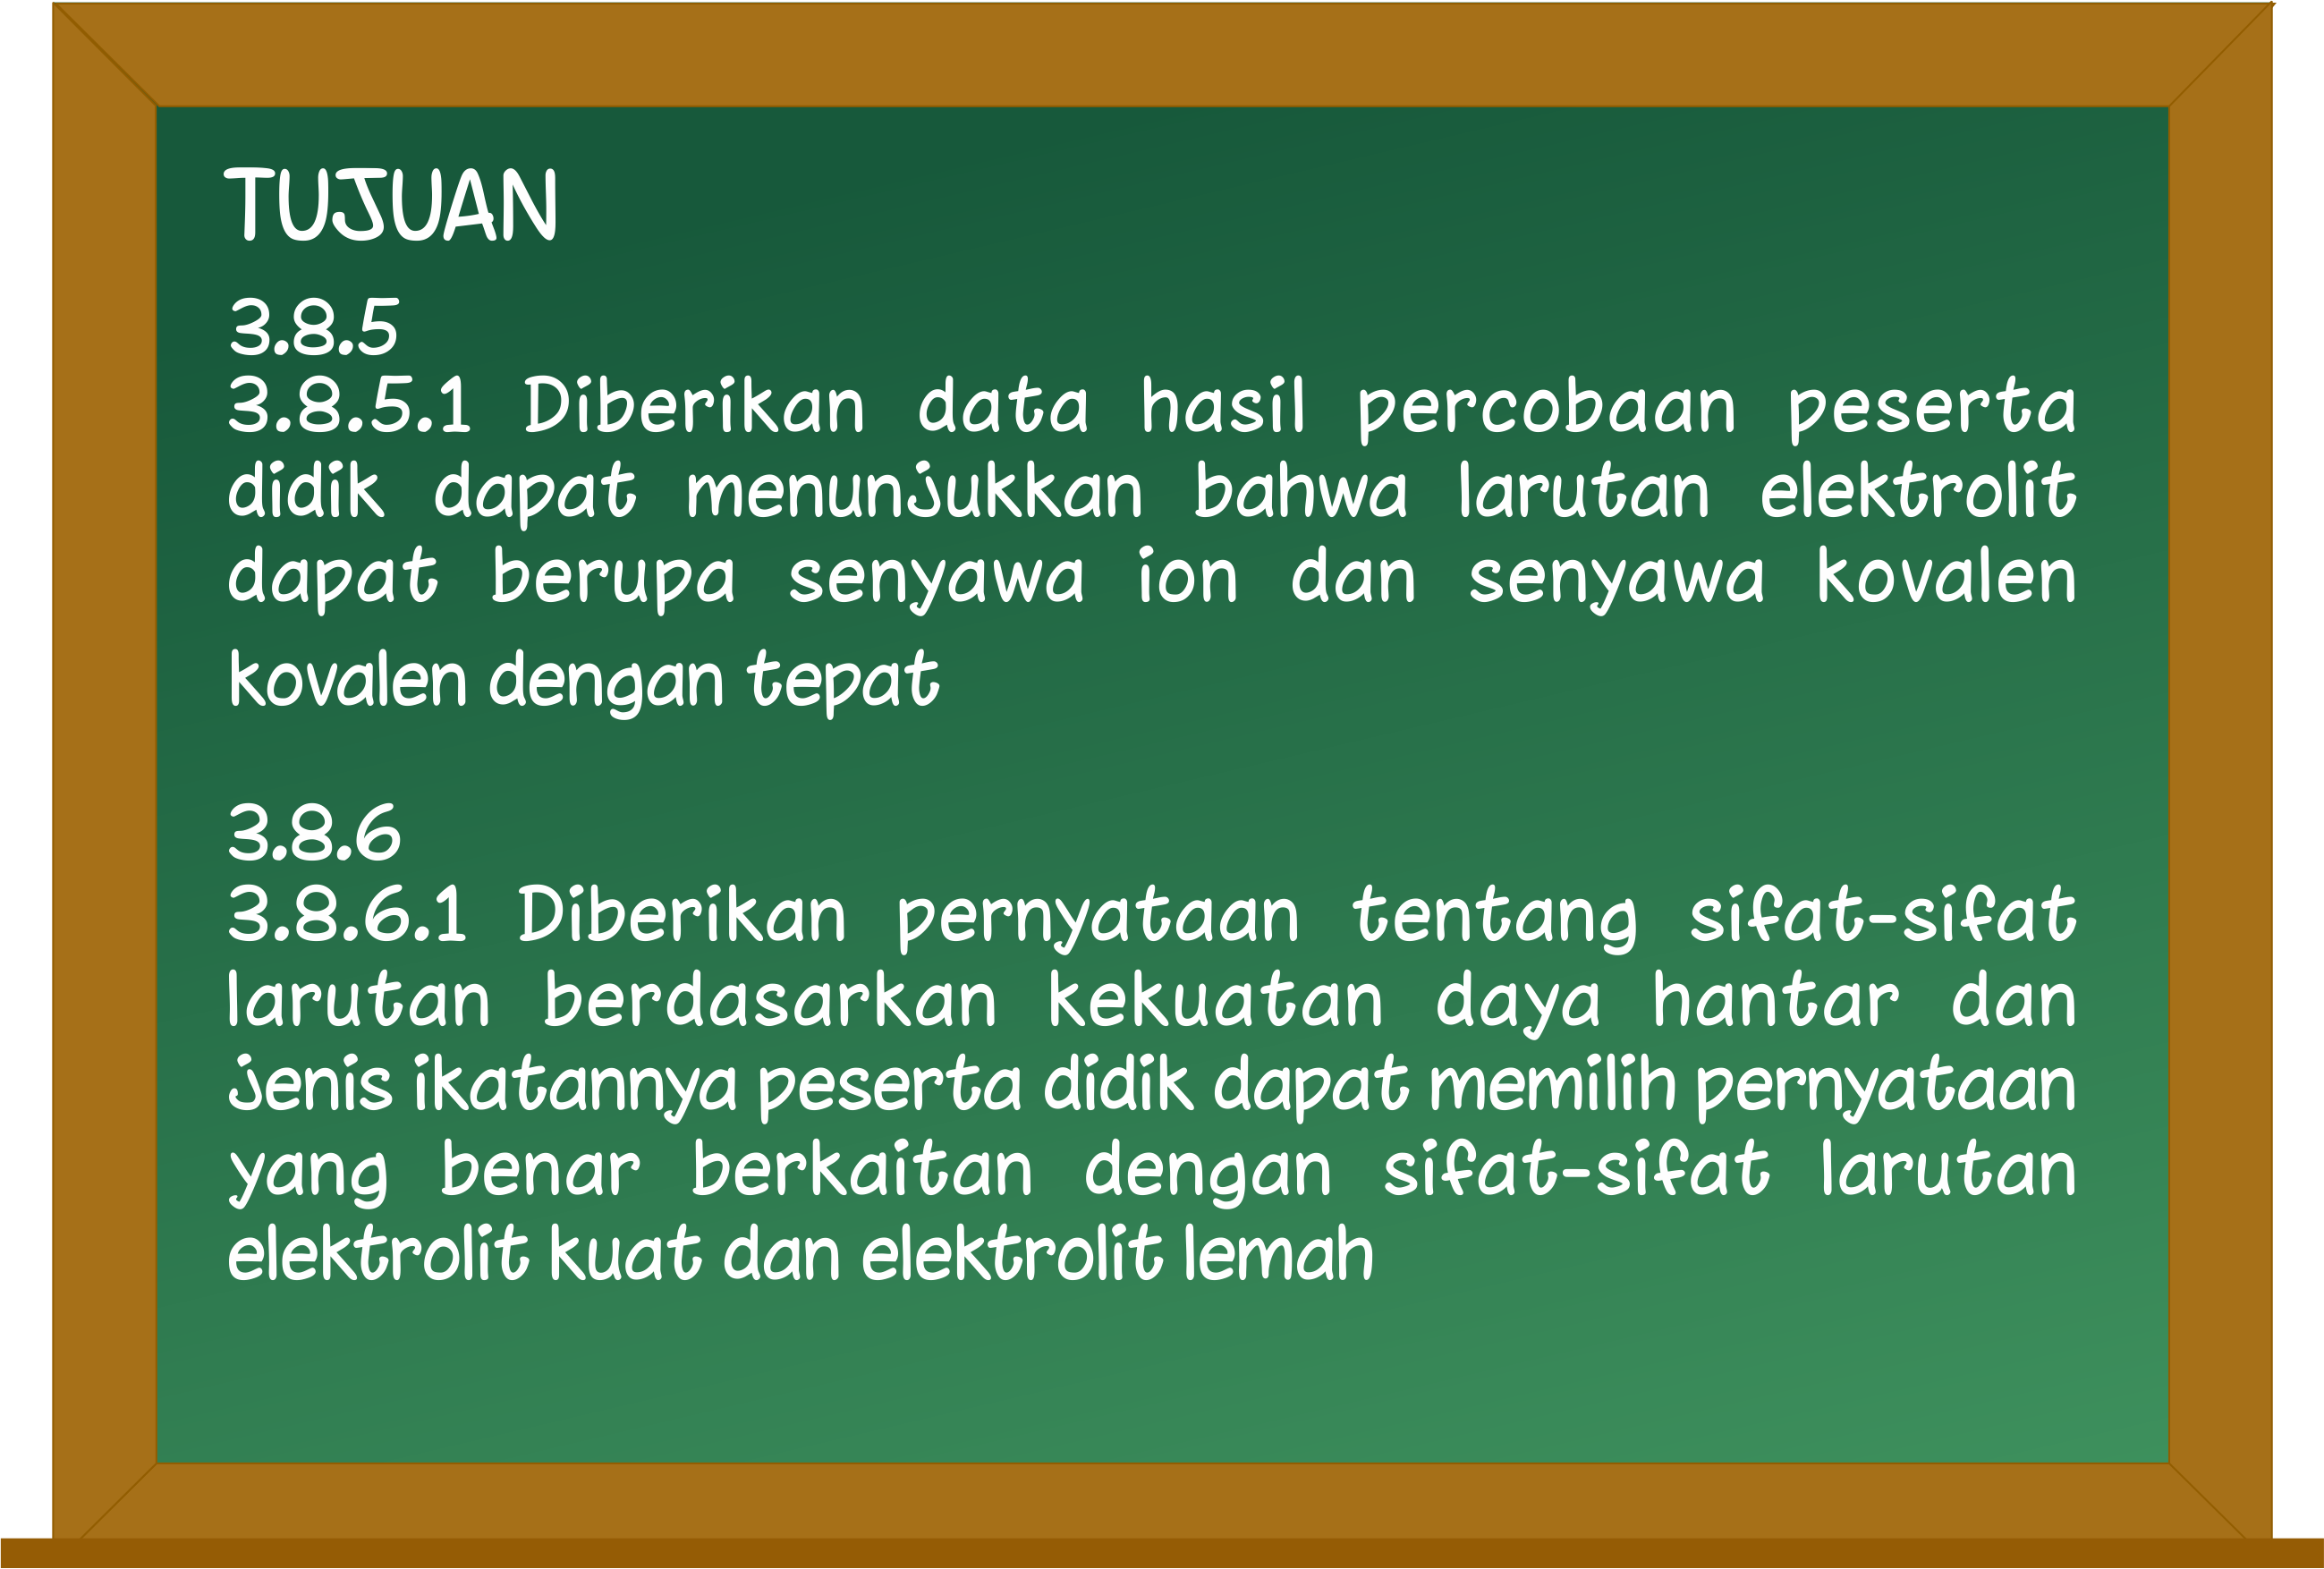 TUJUAN
3.8.5
3.8.5.1 Diberikan data hasil percobaan peserta
didik dapat menunjukkan bahwa larutan elektrolit
dapat berupa senyawa ion dan senyawa kovalen
kovalen dengan tepat
3.8.6
3.8.6.1 Diberikan pernyataan tentang sifat-sifat
larutan berdasarkan kekuatan daya hantar dan
jenis ikatannya peserta didik dapat memilih pernyataan
yang benar berkaitan dengan sifat-sifat larutan
elektrolit kuat dan elektrolit lemah